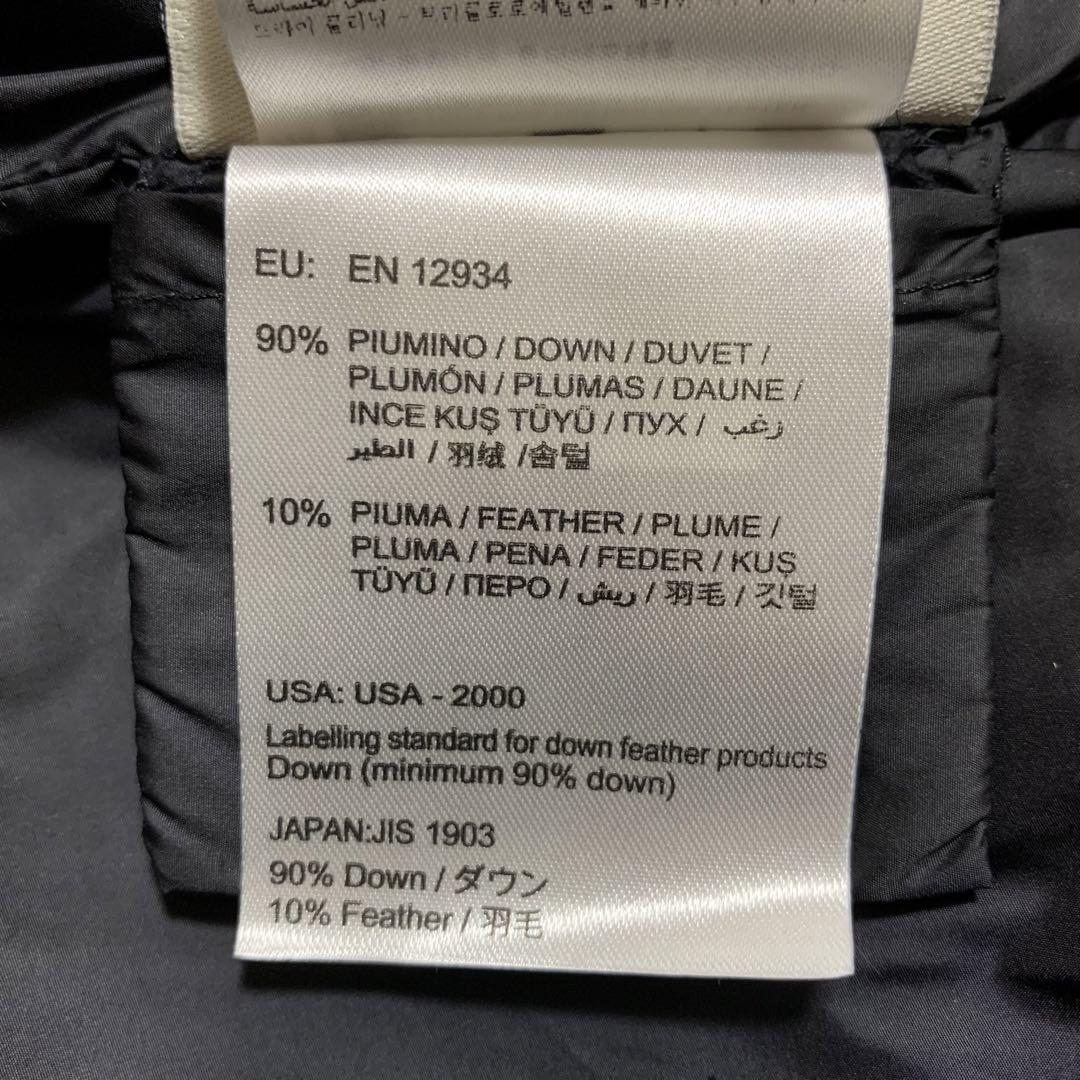 EU: EN 12934
90% PIUMINO / DOWN / DUVET /
PLUMÓN / PLUMAS / DAUNE /
INCE KUŞ TÜYÜ / ПУХ / زغب
الطير / 羽绒 /솜털
10% PIUMA / FEATHER / PLUME /
PLUMA / PENA / FEDER / KUŞ
TÜYÜ / ПЕРО / ريش / 羽毛 / 깃털
USA: USA - 2000
Labelling standard for down feather products
Down (minimum 90% down)
JAPAN:JIS 1903
90% Down / ダウン
10% Feather / 羽毛